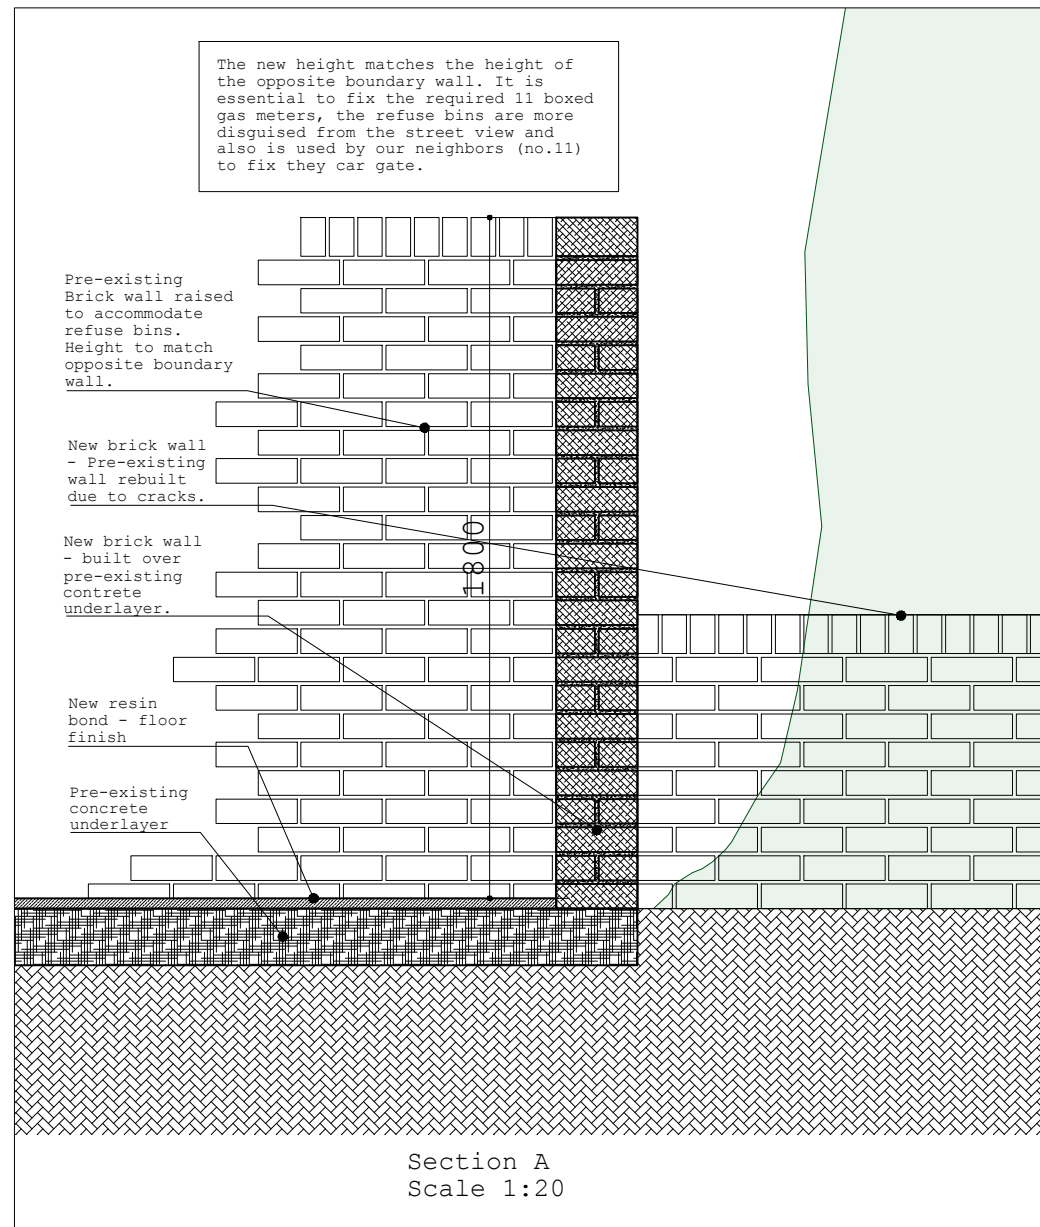 The new height matches the height of
the opposite boundary wall. It is
essential to fix the required 11 boxed
gas meters, the refuse bins are more
disguised from the street view and
also is used by our neighbors (no.11)
to fix they car gate.
Pre-existing
Brick wall raised
to accommodate
refuse bins.
Height to match
opposite boundary
wall.
New brick wall
- Pre-existing
wall rebuilt
due to cracks.
1800
New brick wall
- built over
pre-existing
contrete
underlayer.
New resin
bond - floor
finish
Pre-existing
concrete
underlayer
Section A
Scale 1:20